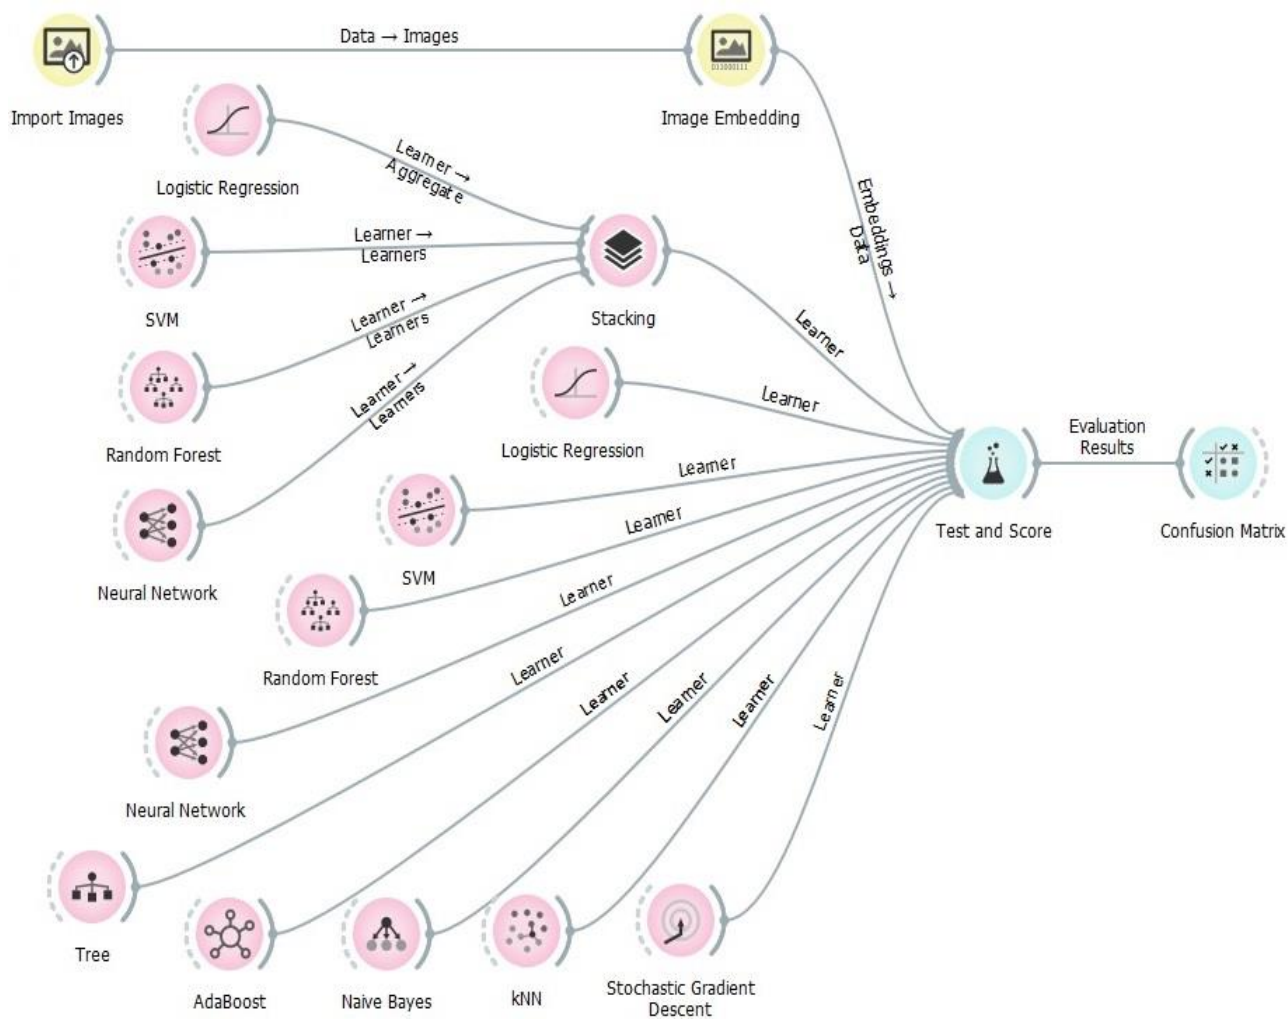 Data → Images
Import Images
Image Embedding
Logistic Regression
Learner →
Aggregate
Embeddings →
Data
SVM
Learner →
Learners
Stacking
Learner
Random Forest
Learner →
Learners
Logistic Regression
Learner
Neural Network
Learner →
Learners
SVM
Learner
Test and Score
Evaluation
Results
Confusion Matrix
Random Forest
Learner
Neural Network
Learner
Tree
Learner
AdaBoost
Learner
Naive Bayes
Learner
kNN
Learner
Stochastic Gradient
Descent
Learner